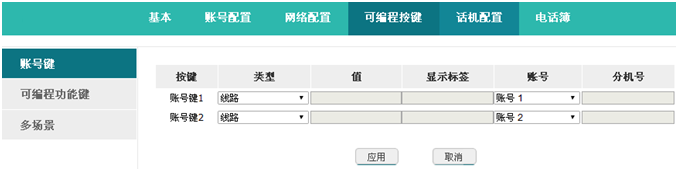 基本 账号配置 网络配置 可编程按键 话机配置 电话簿
账号键
可编程功能键
多场景
按键 类型 值 显示标签 账号 分机号
账号键1 线路 账号 1
账号键2 线路 账号 2
应用 取消